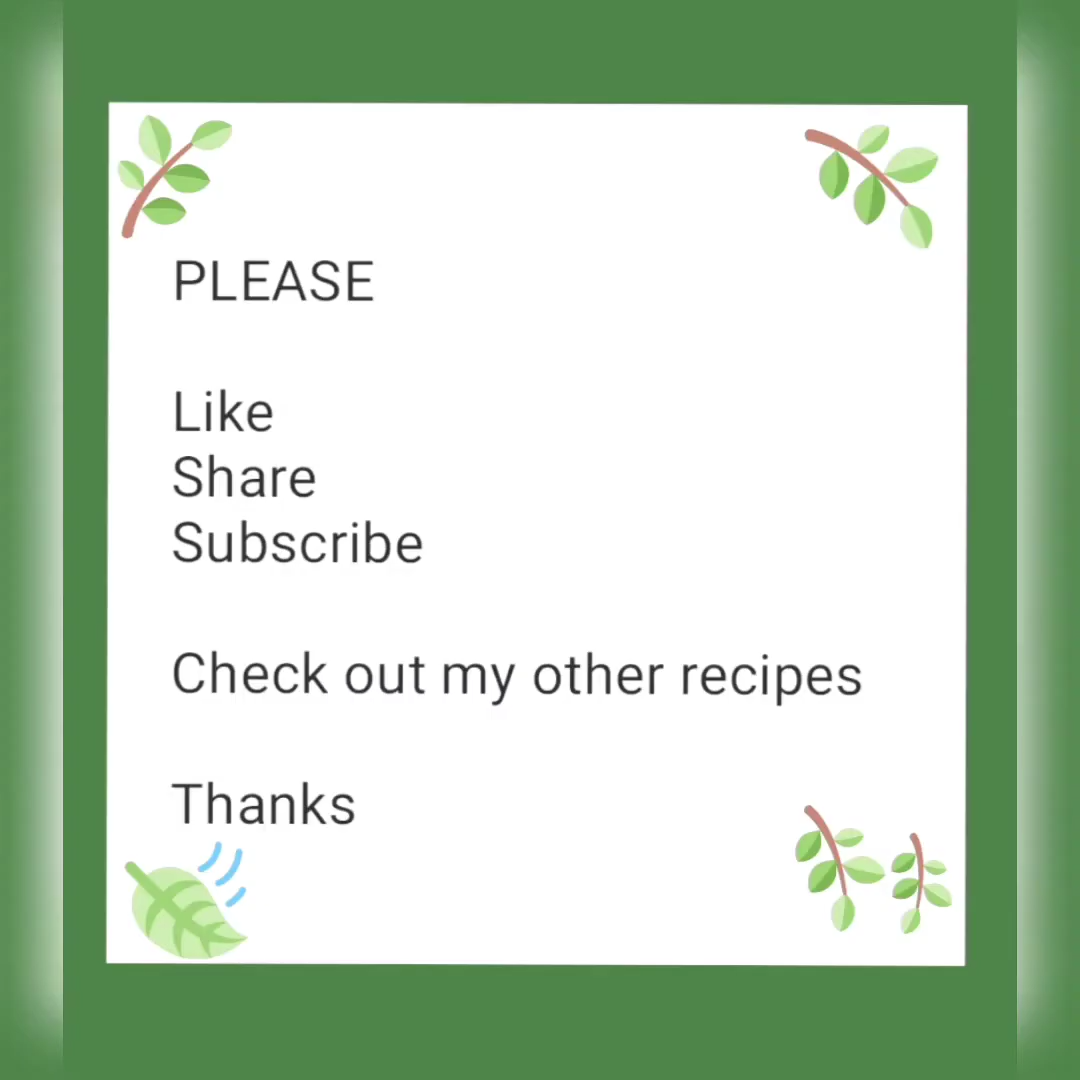 PLEASE
Like
Share
Subscribe
Check out my other recipes
Thanks